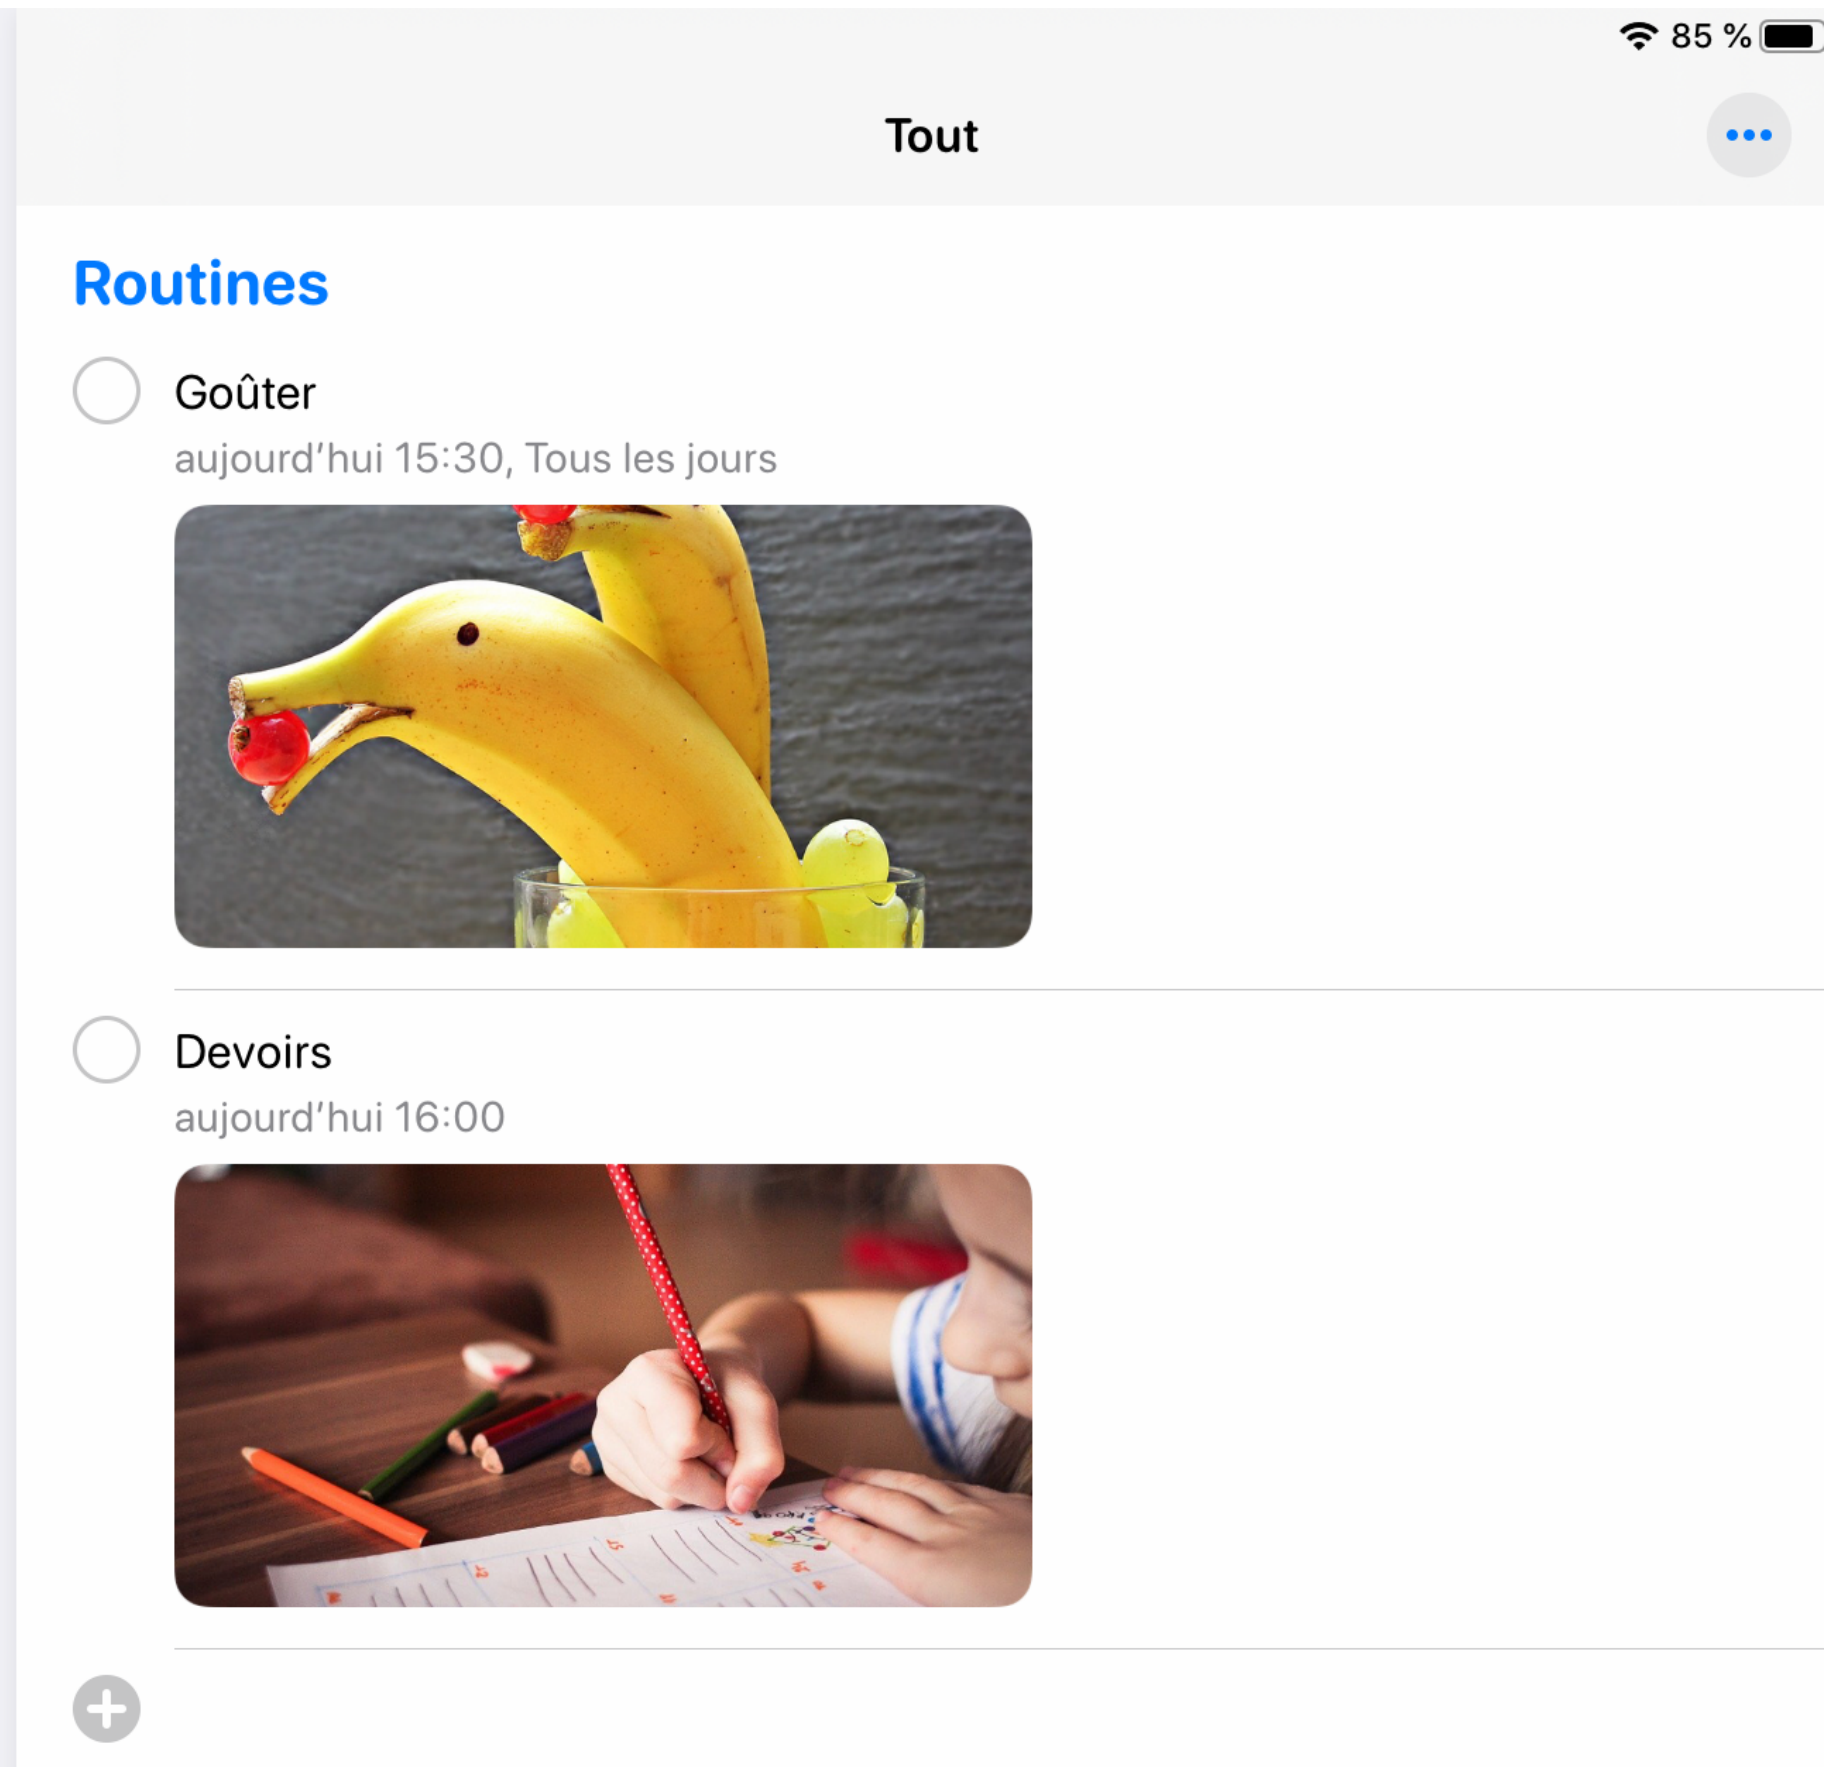 85 %
Tout
Routines
Goûter
aujourd’hui 15:30, Tous les jours
Devoirs
aujourd’hui 16:00